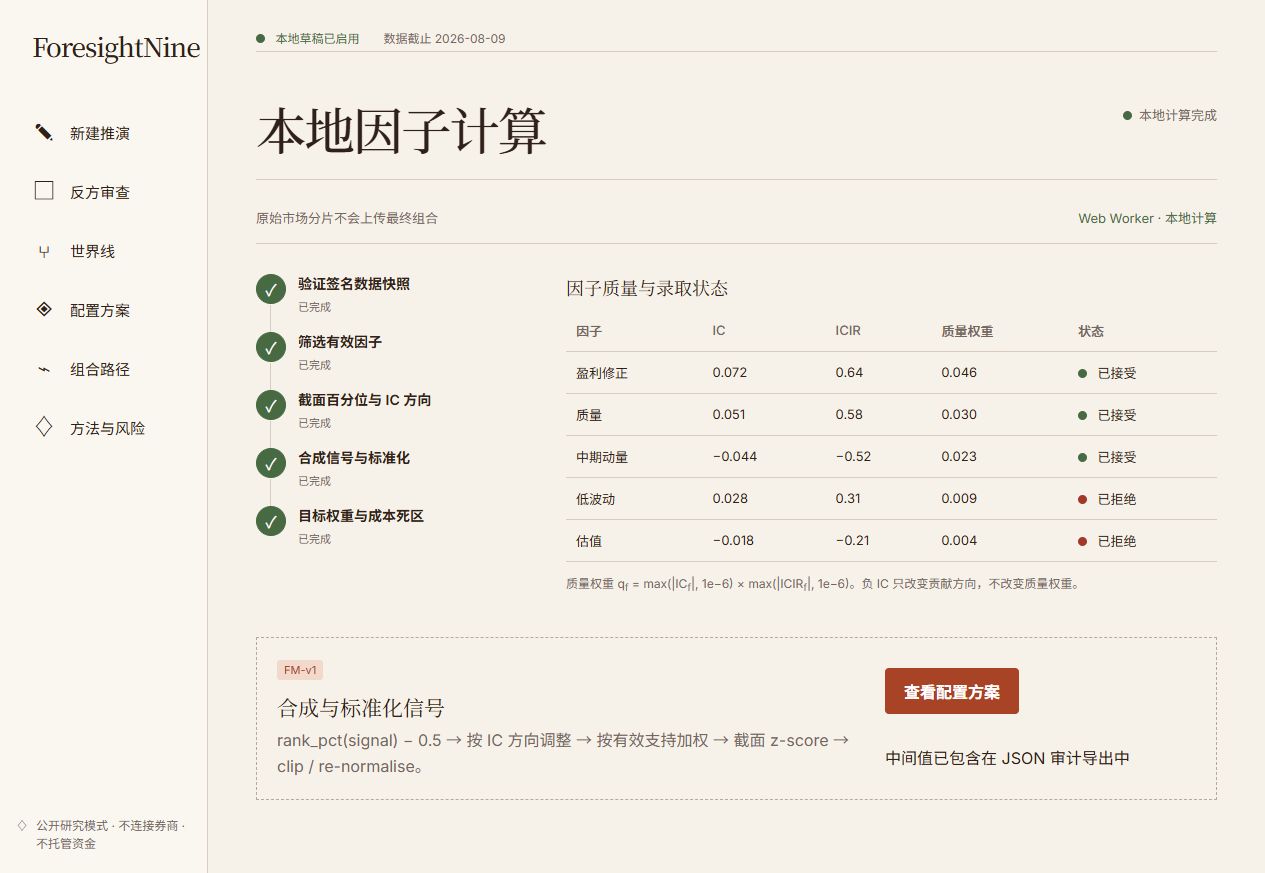 ForesightNine
新建推演
反方审查
世界线
配置方案
组合路径
方法与风险
公开研究模式 · 不连接券商 ·
不托管资金
本地草稿已启用 数据截止 2026-08-09
本地因子计算
本地计算完成
原始市场分片不会上传最终组合
Web Worker · 本地计算
验证签名数据快照
已完成
筛选有效因子
已完成
截面百分位与 IC 方向
已完成
合成信号与标准化
已完成
目标权重与成本死区
已完成
因子质量与录取状态
因子 IC ICIR 质量权重 状态
盈利修正 0.072 0.64 0.046 已接受
质量 0.051 0.58 0.030 已接受
中期动量 −0.044 −0.52 0.023 已接受
低波动 0.028 0.31 0.009 已拒绝
估值 −0.018 −0.21 0.004 已拒绝
质量权重 qf = max(|ICf|, 1e−6) × max(|ICIRf|, 1e−6)。负 IC 只改变贡献方向，不改变质量权重。
FM-v1
合成与标准化信号
rank_pct(signal) − 0.5 → 按 IC 方向调整 → 按有效支持加权 → 截面 z-score →
clip / re-normalise。
查看配置方案
中间值已包含在 JSON 审计导出中